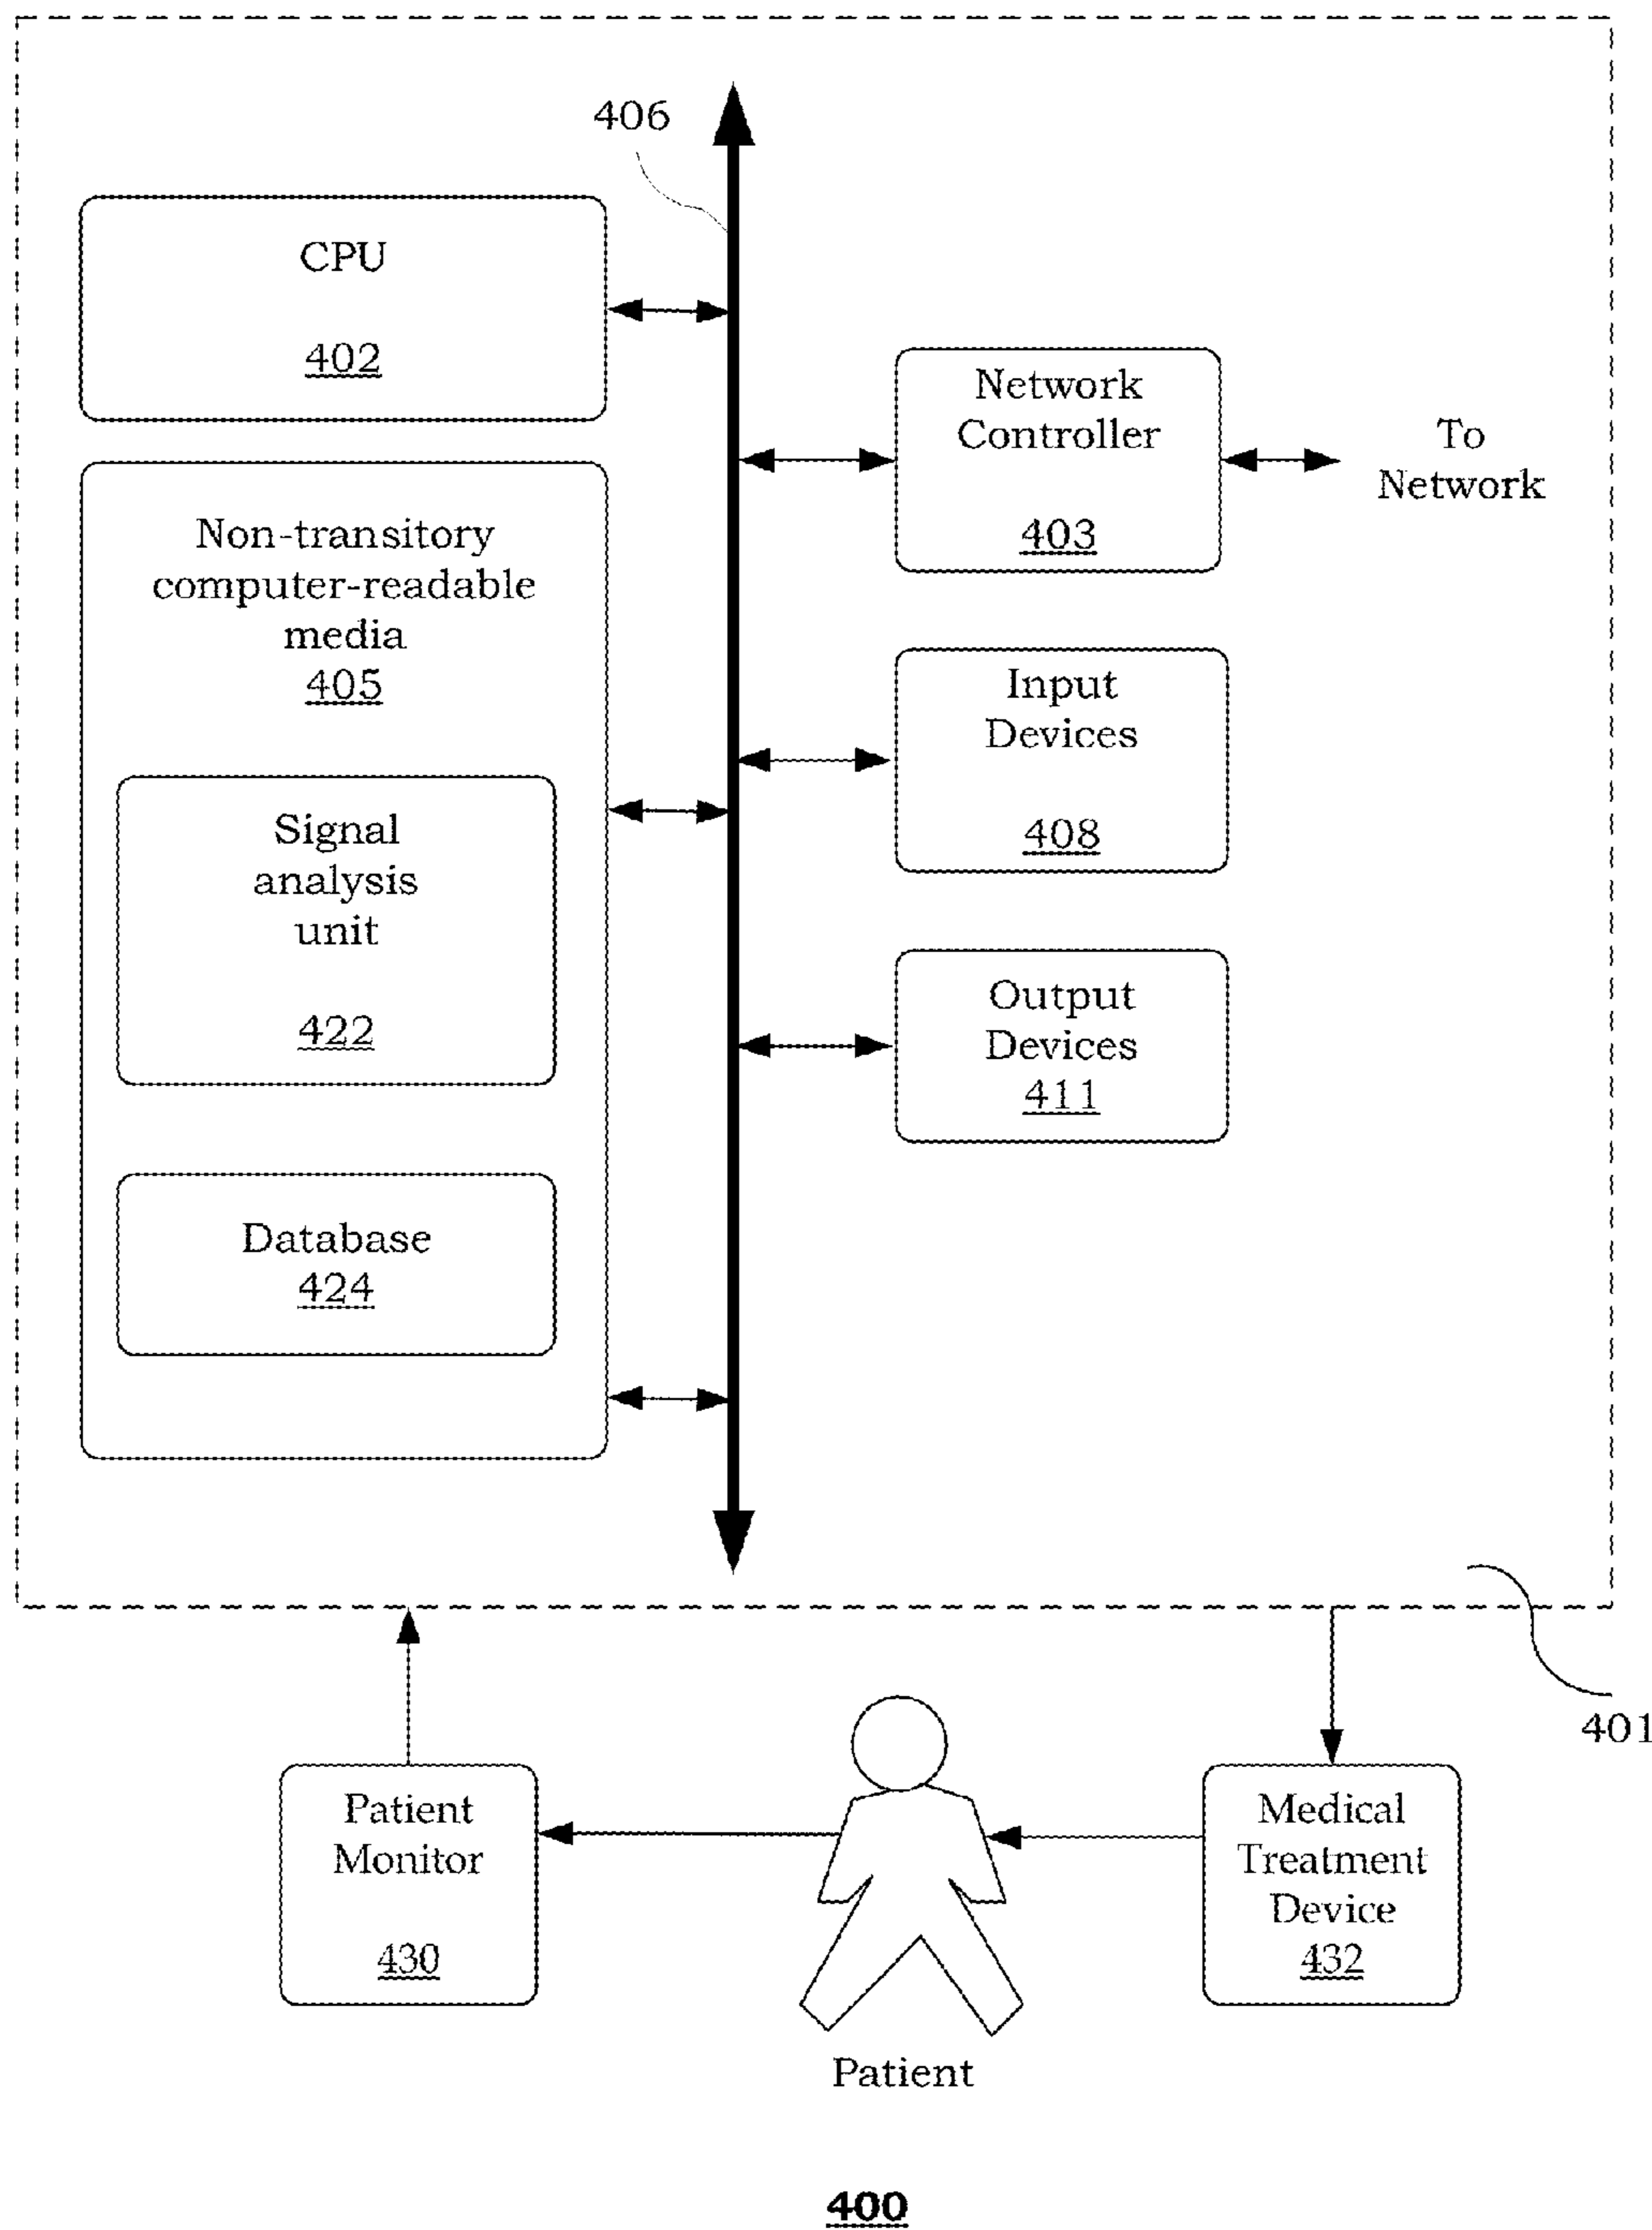 406
CPU
402
Network
Controller
403
To
Network
Non-transitory
computer-readable
media
405
Signal
analysis
unit
422
Database
424
Input
Devices
408
Output
Devices
411
401
Patient
Monitor
430
Patient
Medical
Treatment
Device
432
400